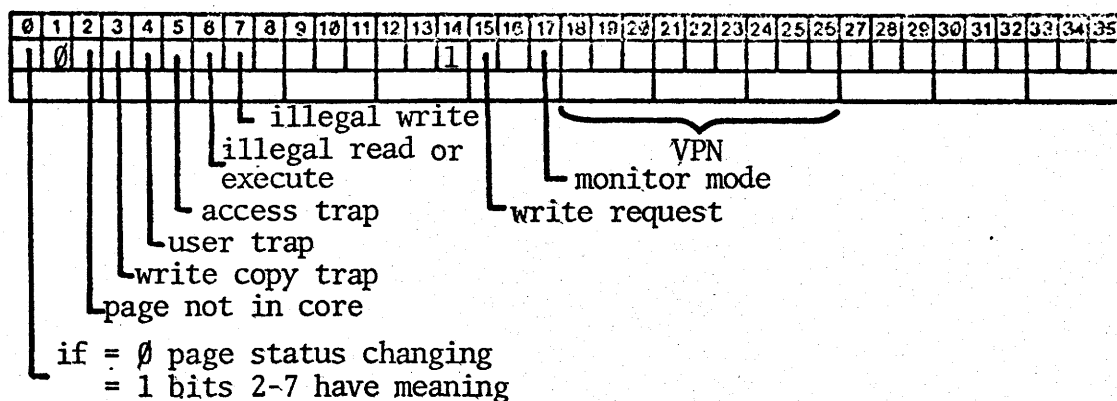 0 1 2 3 4 5 6 7 8 9 10 11 12 13 14 15 16 17 18 19 20 21 22 23 24 25 26 27 28 29 30 31 32 33 34 35
Ø 1
illegal write
illegal read or VPN
execute monitor mode
access trap write request
user trap
write copy trap
page not in core
if = Ø page status changing
= 1 bits 2-7 have meaning